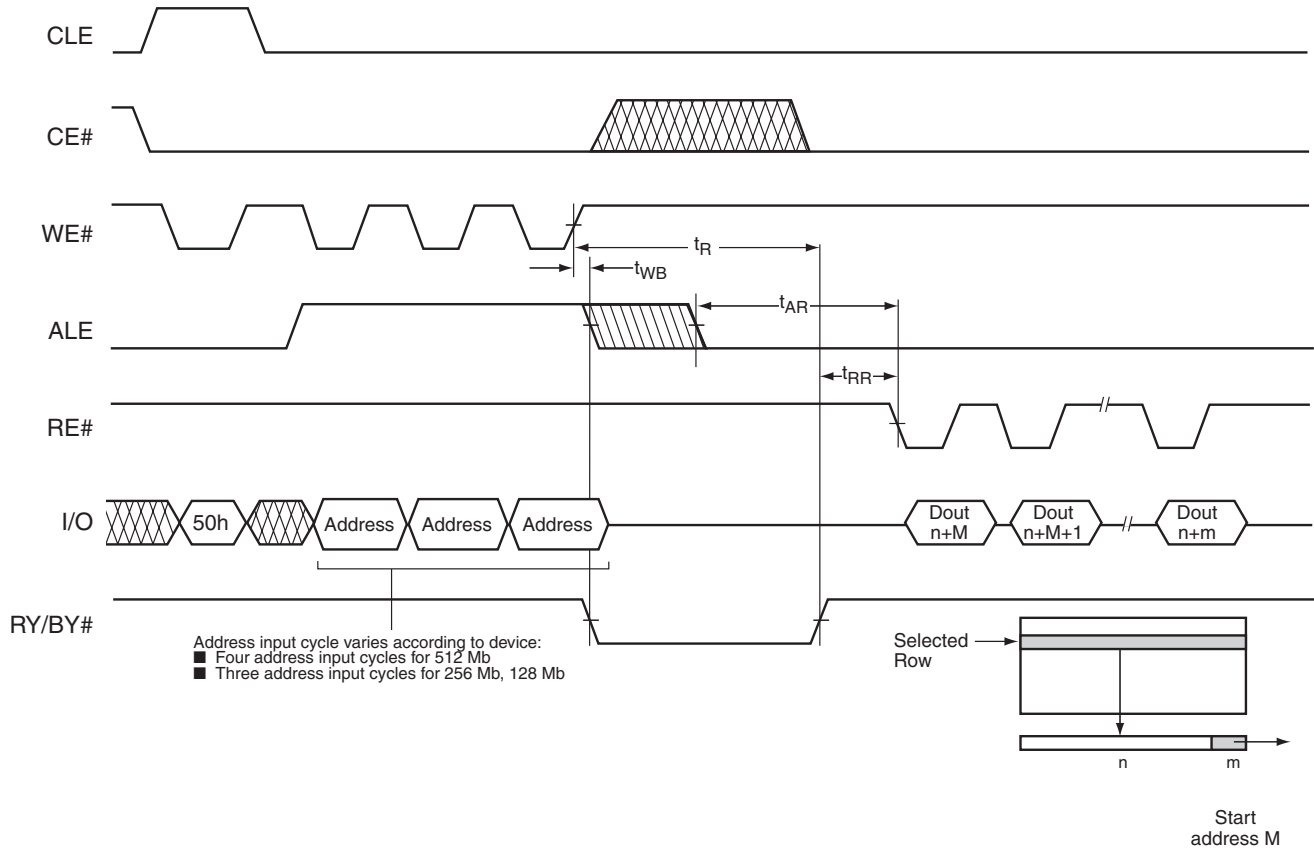 CLE
CE#
WE#
tR
tWB
ALE
tAR
tRR
RE#
I/O
50h
Address
Address
Address
Dout
n+M
Dout
n+M+1
Dout
n+m
RY/BY#
Address input cycle varies according to device:
■ Four address input cycles for 512 Mb
■ Three address input cycles for 256 Mb, 128 Mb
Selected
Row
n
m
Start
address M